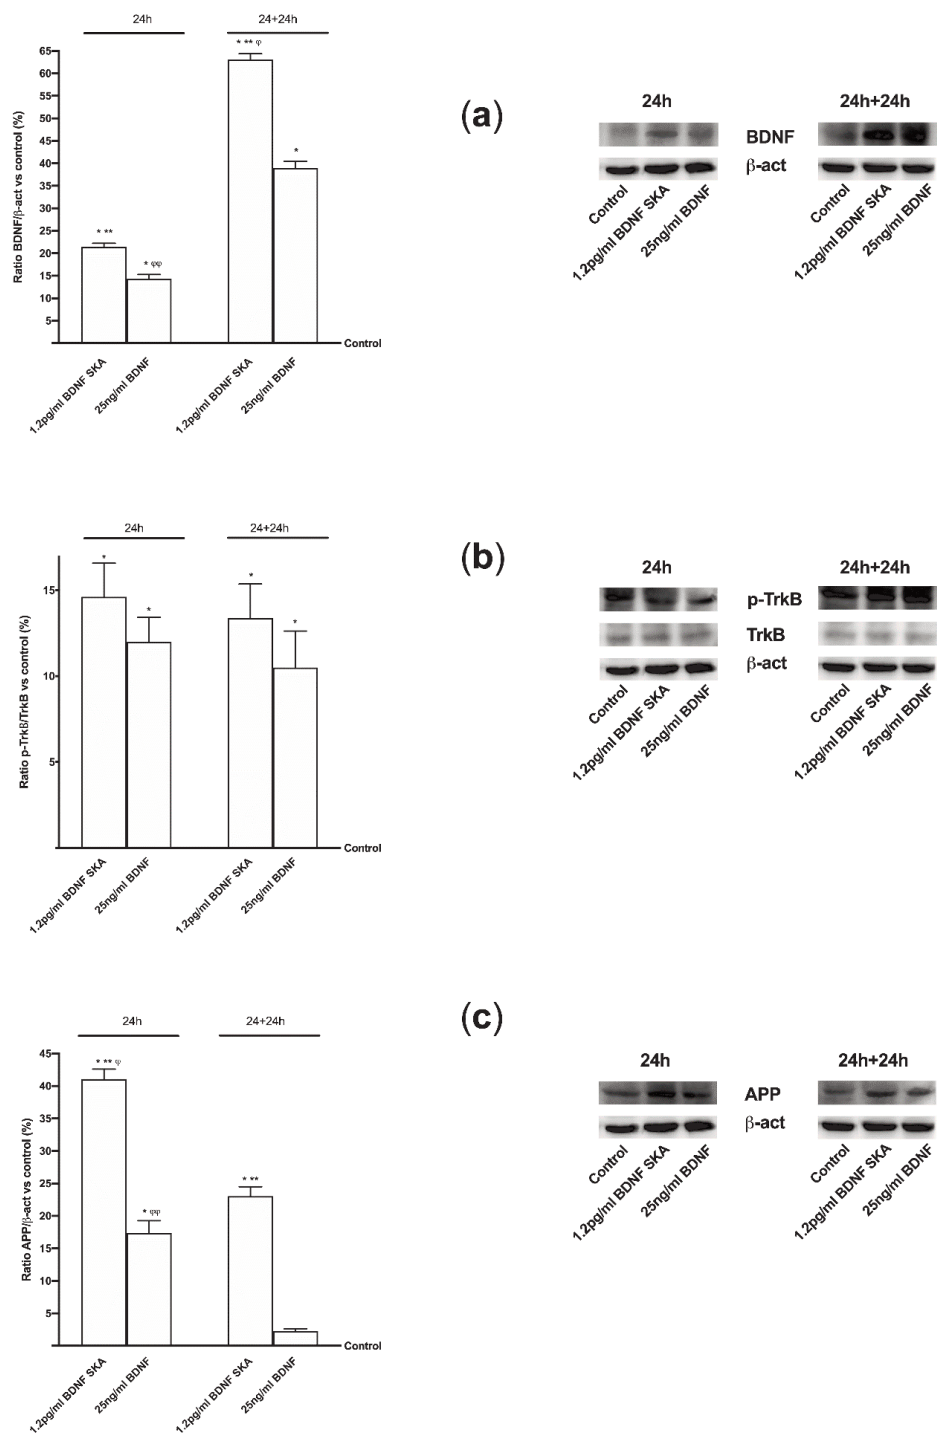 24h
24+24h
* ** φ
65
60
55
50
45
40
35
30
25
20
15
10
5
*
* **
* φφ
Ratio BDNF/β-act vs control (%)
Control
1.2pg/ml BDNF SKA
25ng/ml BDNF
1.2pg/ml BDNF SKA
25ng/ml BDNF
(a)
24h
24h+24h
BDNF
β-act
Control
1.2pg/ml BDNF SKA
25ng/ml BDNF
Control
1.2pg/ml BDNF SKA
25ng/ml BDNF
24h
24+24h
*
*
*
*
15
10
5
Ratio p-Trkß/TrkB vs control (%)
Control
1.2pg/ml BDNF SKA
25ng/ml BDNF
1.2pg/ml BDNF SKA
25ng/ml BDNF
(b)
24h
24h+24h
p-TrkB
TrkB
β-act
Control
1.2pg/ml BDNF SKA
25ng/ml BDNF
Control
1.2pg/ml BDNF SKA
25ng/ml BDNF
24h
24+24h
* ** φ
45
40
35
30
25
20
15
10
5
* **
* φφ
Ratio APP/β-act vs control (%)
Control
1.2pg/ml BDNF SKA
25ng/ml BDNF
1.2pg/ml BDNF SKA
25ng/ml BDNF
(c)
24h
24h+24h
APP
β-act
Control
1.2pg/ml BDNF SKA
25ng/ml BDNF
Control
1.2pg/ml BDNF SKA
25ng/ml BDNF